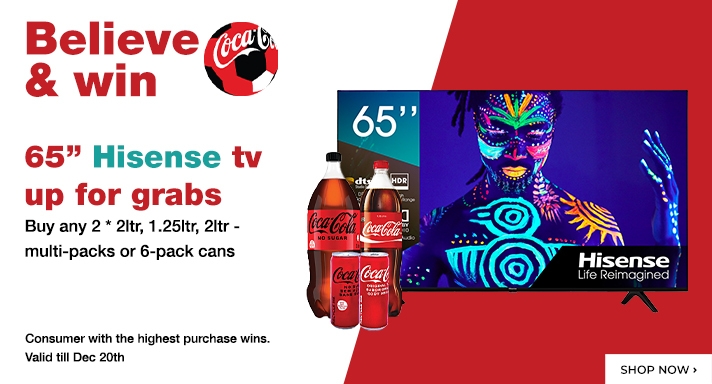 Believe
& win
Coca-Cola
65” Hisense tv
up for grabs
Buy any 2 * 2ltr, 1.25ltr, 2ltr -
multi-packs or 6-pack cans
Consumer with the highest purchase wins.
Valid till Dec 20th
65’’
dts
HDR
Coca-Cola
NO SUGAR
Coca-Cola
Coca-Cola
Coca-Cola
Hisense
Life Reimagined
SHOP NOW ›